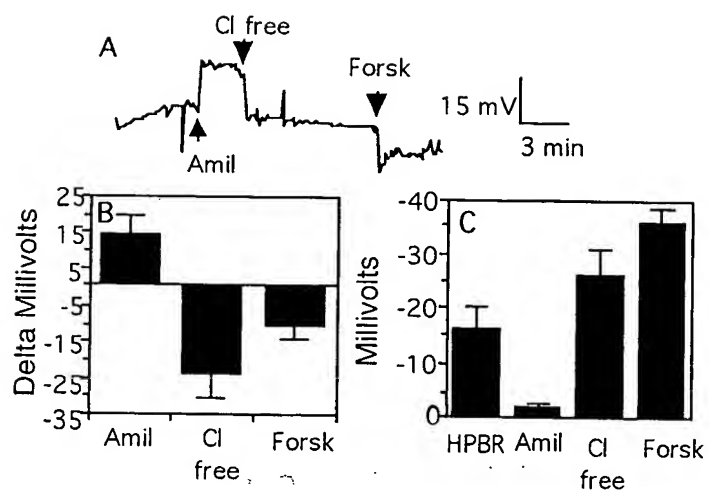 Cl free
A
Forsk
15 mV
3 min
Amil
Delta Millivolts
25
15
5
-5
-15
-25
-35
B
Amil
Cl
free
Forsk
Millivolts
-40
-30
-20
-10
0
C
HPBR
Amil
Cl
free
Forsk